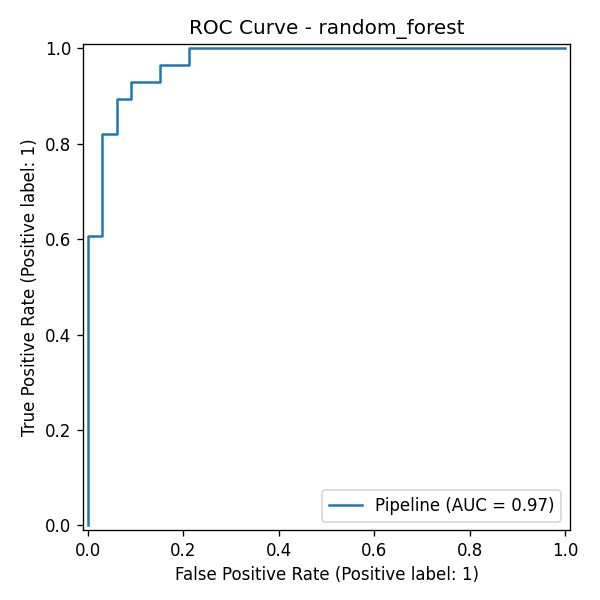 ROC Curve - random_forest
1.0
0.8
0.6
0.4
0.2
0.0
True Positive Rate (Positive label: 1)
Pipeline (AUC = 0.97)
0.0 0.2 0.4 0.6 0.8 1.0
False Positive Rate (Positive label: 1)